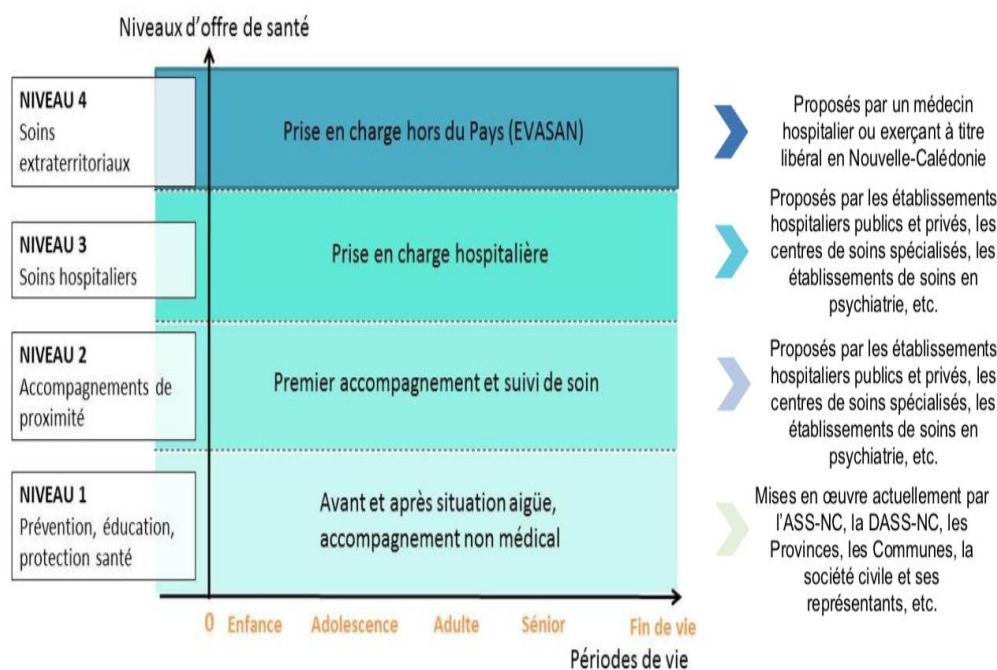 Niveaux d'offre de santé
NIVEAU 4
Soins
extraterritoriaux
Prise en charge hors du Pays (EVASAN)
Proposés par un médecin
hospitalier ou exerçant à titre
libéral en Nouvelle-Calédonie
NIVEAU 3
Soins hospitaliers
Prise en charge hospitalière
Proposés par les établissements
hospitaliers publics et privés, les
centres de soins spécialisés, les
établissements de soins en
psychiatrie, etc.
NIVEAU 2
Accompagnements de
proximité
Premier accompagnement et suivi de soin
Proposés par les établissements
hospitaliers publics et privés, les
centres de soins spécialisés, les
établissements de soins en
psychiatrie, etc.
NIVEAU 1
Prévention, éducation,
protection santé
Avant et après situation aigüe,
accompagnement non médical
Mises en œuvre actuellement par
l'ASS-NC, la DASS-NC, les
Provinces, les Communes, la
société civile et ses
représentants, etc.
0 Enfance Adolescence Adulte Sénior Fin de vie
Périodes de vie